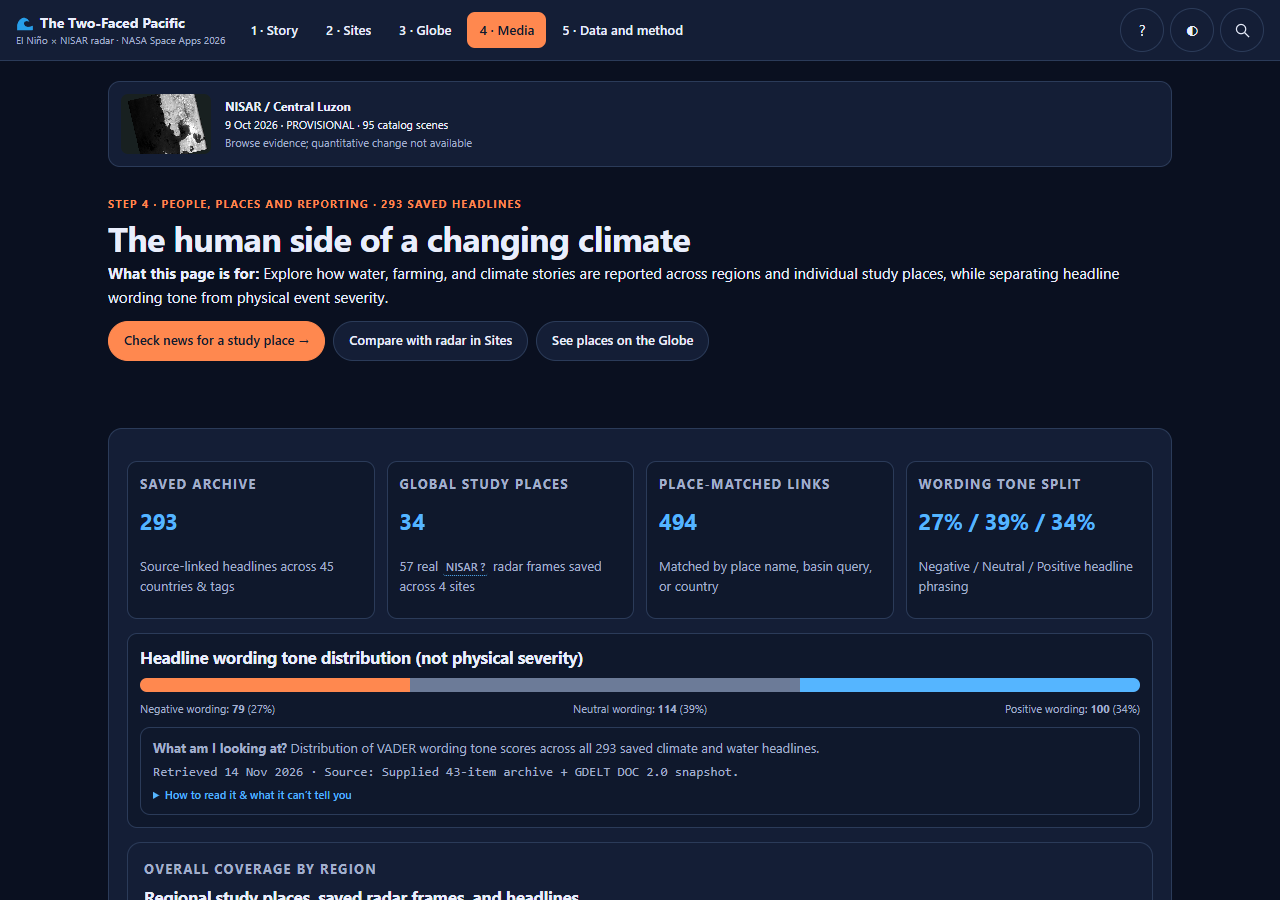 The Two-Faced Pacific
El Niño × NISAR radar · NASA Space Apps 2026
1 · Story
2 · Sites
3 · Globe
4 · Media
5 · Data and method
?
NISAR / Central Luzon
9 Oct 2026 · PROVISIONAL · 95 catalog scenes
Browse evidence; quantitative change not available
STEP 4 · PEOPLE, PLACES AND REPORTING · 293 SAVED HEADLINES
The human side of a changing climate
What this page is for: Explore how water, farming, and climate stories are reported across regions and individual study places, while separating headline
wording tone from physical event severity.
Check news for a study place →
Compare with radar in Sites
See places on the Globe
SAVED ARCHIVE
293
Source-linked headlines across 45
countries & tags
GLOBAL STUDY PLACES
34
57 real NISAR ? radar frames saved
across 4 sites
PLACE-MATCHED LINKS
494
Matched by place name, basin query,
or country
WORDING TONE SPLIT
27% / 39% / 34%
Negative / Neutral / Positive headline
phrasing
Headline wording tone distribution (not physical severity)
Negative wording: 79 (27%)
Neutral wording: 114 (39%)
Positive wording: 100 (34%)
What am I looking at? Distribution of VADER wording tone scores across all 293 saved climate and water headlines.
Retrieved 14 Nov 2026 · Source: Supplied 43-item archive + GDELT DOC 2.0 snapshot.
▶ How to read it & what it can't tell you
OVERALL COVERAGE BY REGION
Regional study places, saved radar frames, and headlines